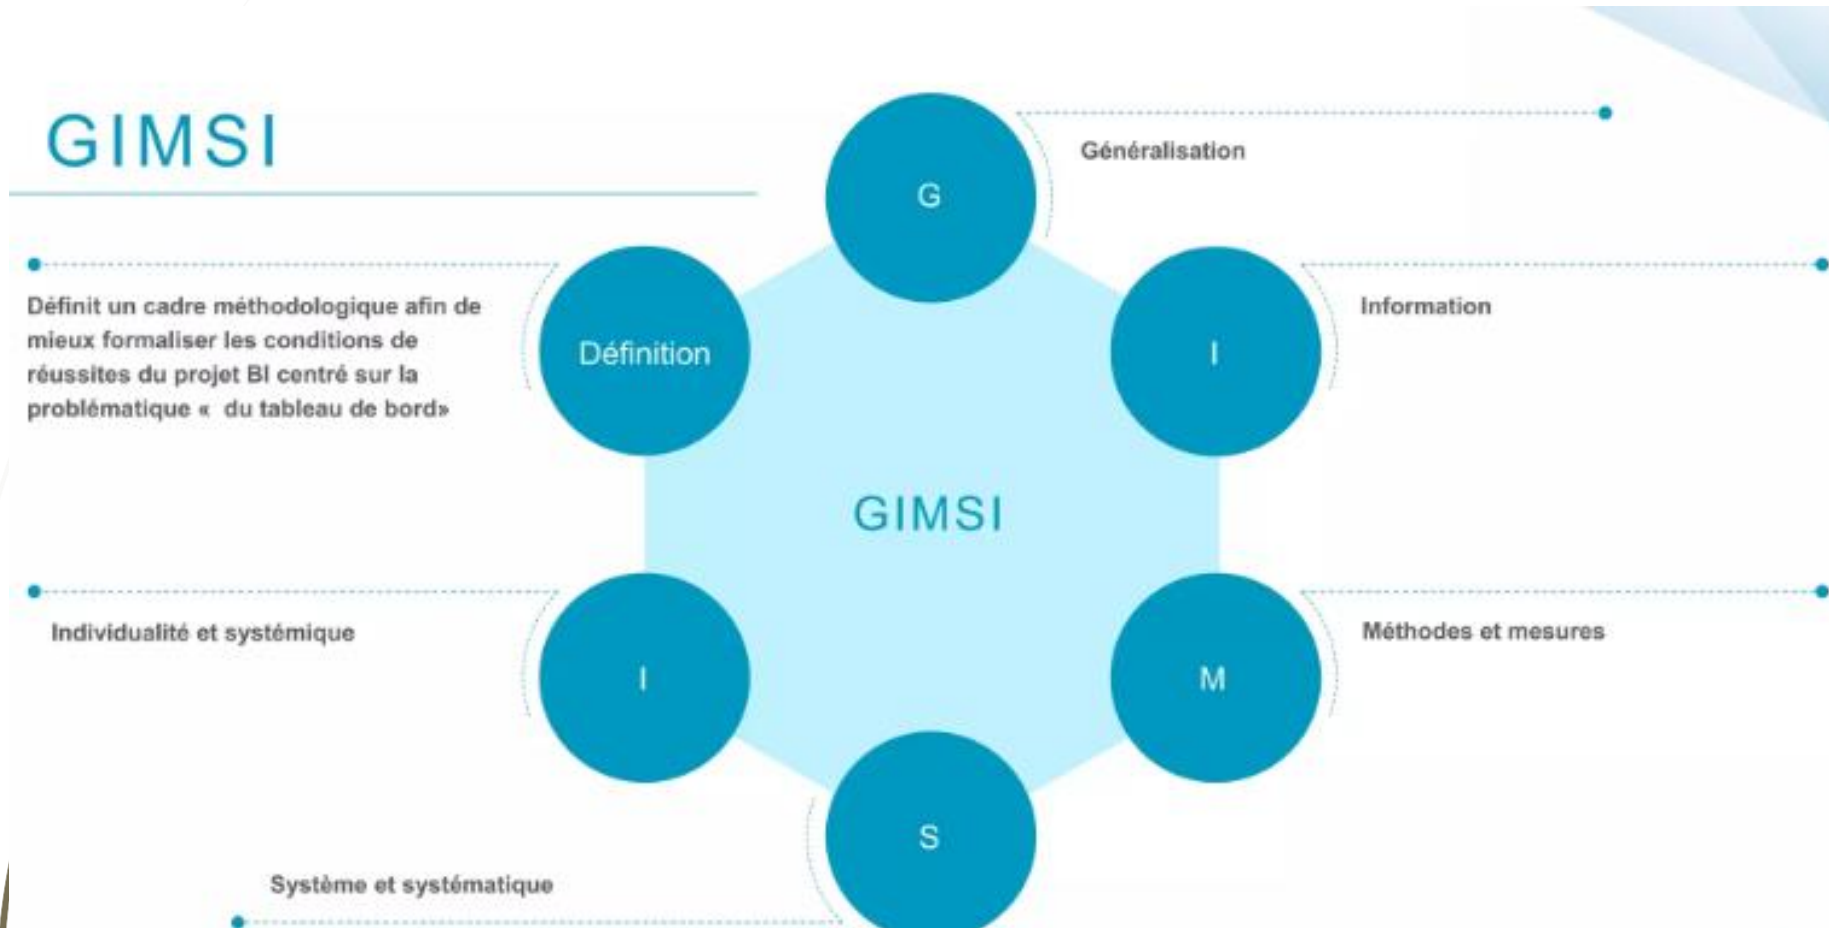 GIMSI
G
Généralisation
Définition
Définit un cadre méthodologique afin de
mieux formaliser les conditions de
réussites du projet BI centré sur la
problématique «  du tableau de bord»
I
Information
GIMSI
I
Individualité et systémique
M
Méthodes et mesures
S
Système et systématique